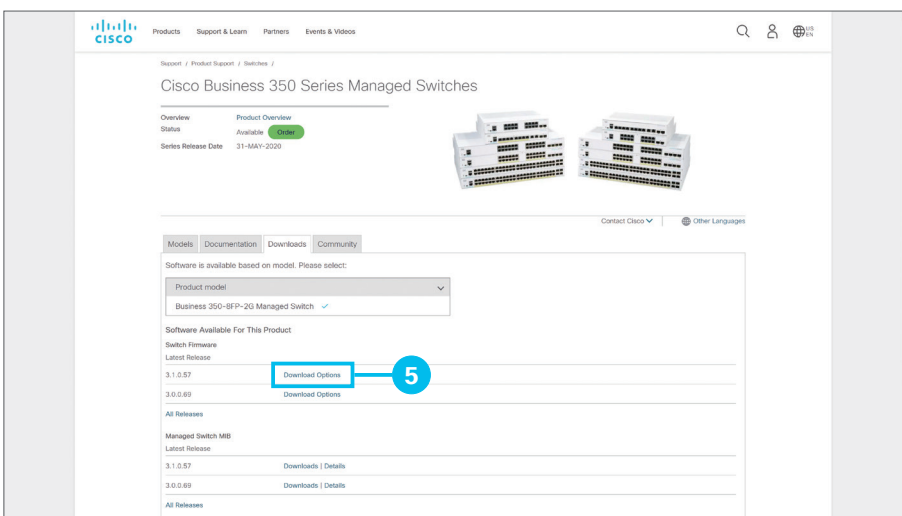 CISCO
Products Support & Learn Partners Events & Videos
US
EN
Support / Product Support / Switches /
Cisco Business 350 Series Managed Switches
Overview Product Overview
Status Available Order
Series Release Date 31-MAY-2020
Contact Cisco Other Languages
Models Documentation Downloads Community
Software is available based on model. Please select:
Product model
Business 350-8FP-2G Managed Switch
Software Available For This Product
Switch Firmware
Latest Release
3.1.0.57 Download Options 5
3.0.0.69 Download Options
All Releases
Managed Switch MIB
Latest Release
3.1.0.57 Downloads | Details
3.0.0.69 Downloads | Details
All Releases